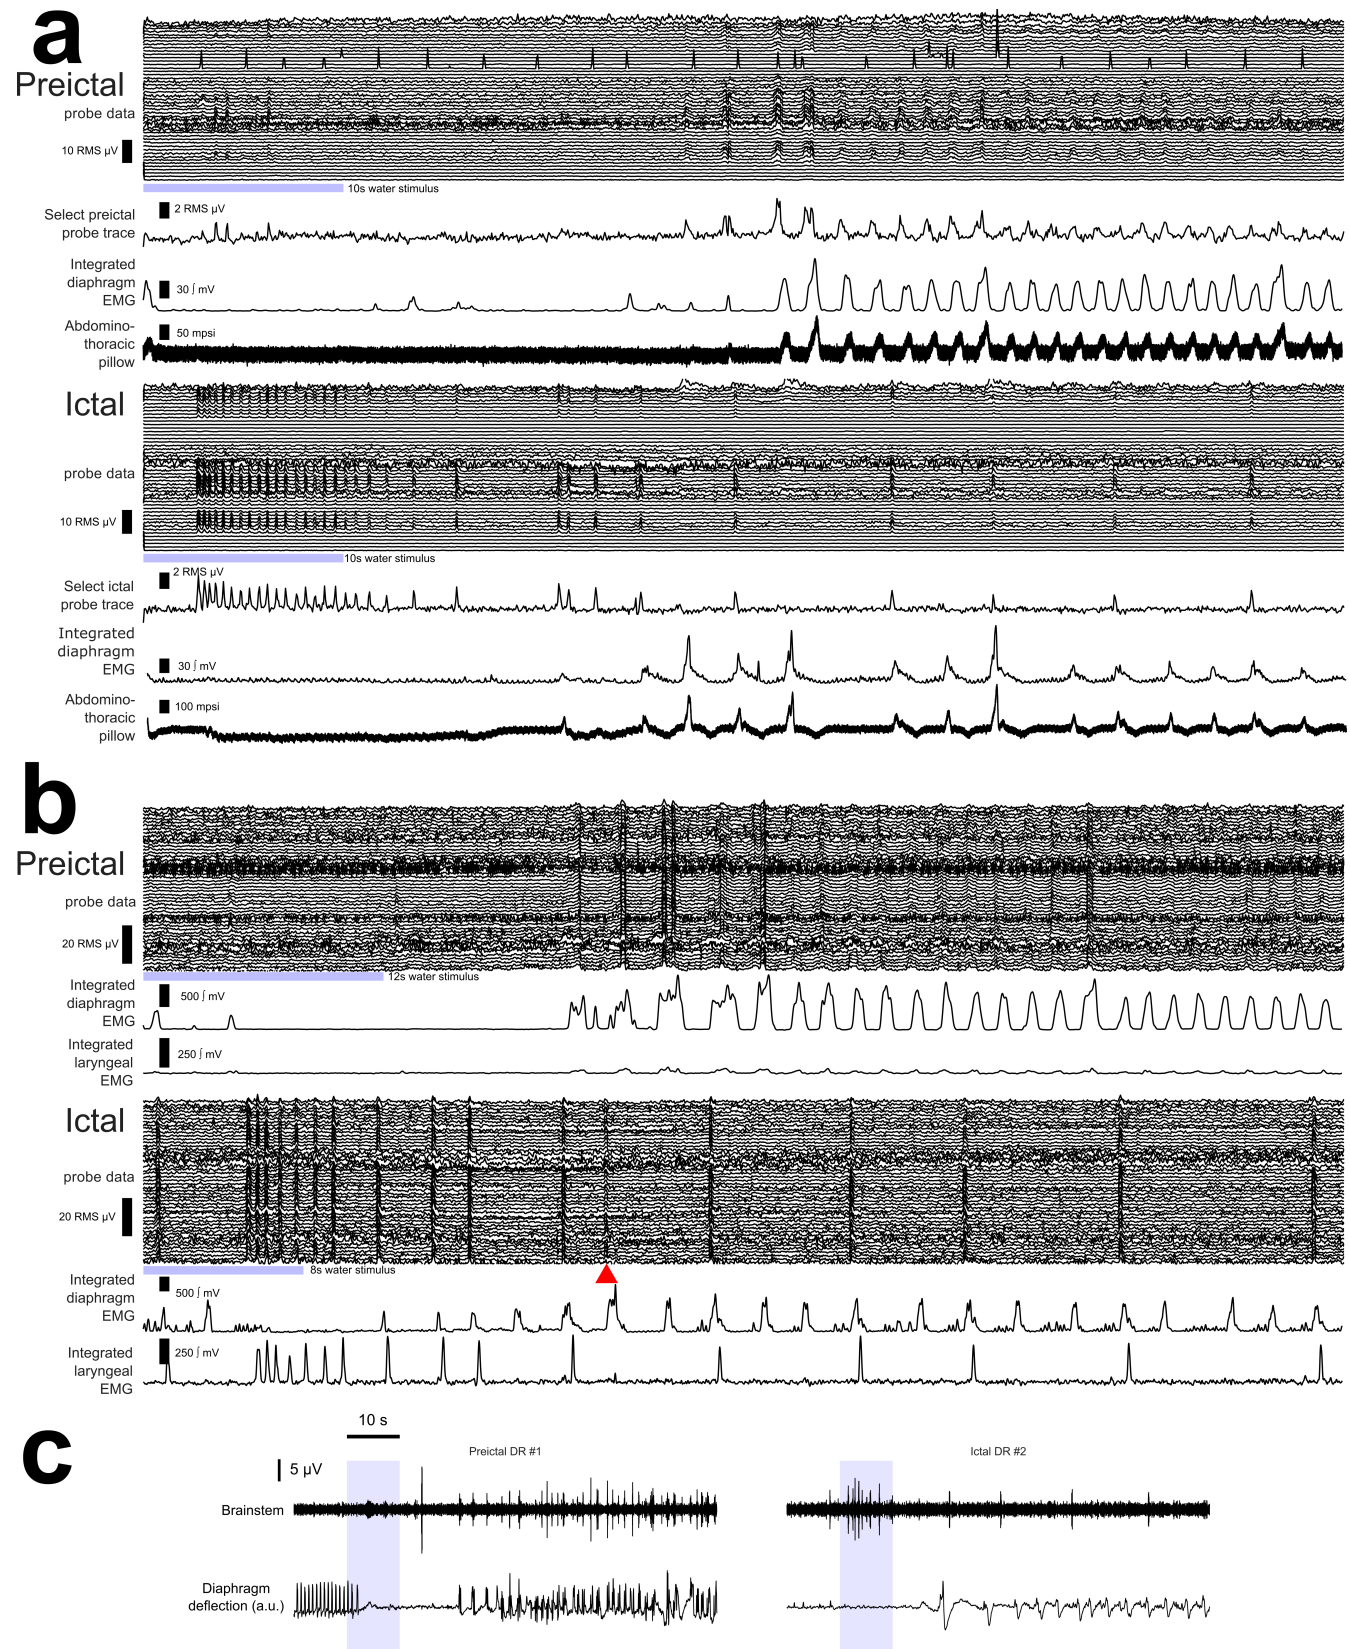 a
Preictal
probe data
10 RMS µV
10s water stimulus
Select preictal
probe trace
2 RMS µV
Integrated
diaphragm
EMG
30 ∫ mV
Abdomino-
thoracic
pillow
50 mpsi
Ictal
probe data
10 RMS µV
10s water stimulus
Select ictal
probe trace
2 RMS µV
Integrated
diaphragm
EMG
30 ∫ mV
Abdomino-
thoracic
pillow
100 mpsi
b
Preictal
probe data
20 RMS µV
12s water stimulus
Integrated
diaphragm
EMG
500 ∫ mV
Integrated
laryngeal
EMG
250 ∫ mV
Ictal
probe data
20 RMS µV
8s water stimulus
Integrated
diaphragm
EMG
500 ∫ mV
Integrated
laryngeal
EMG
250 ∫ mV
c
10 s
Preictal DR #1
Ictal DR #2
5 µV
Brainstem
Diaphragm
deflection (a.u.)